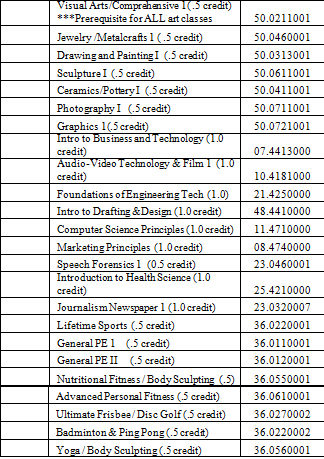 Visual Arts/Comprehensive 1(.5 credit)
***Prerequisite for ALL art classes 50.0211001
Jewelry /Metalcrafts 1 (.5 credit) 50.0460001
Drawing and Painting I (.5 credit) 50.0313001
Sculpture I (.5 credit) 50.0611001
Ceramics/Pottery I (.5 credit) 50.0411001
Photography I (.5 credit) 50.0711001
Graphics 1(.5 credit) 50.0721001
Intro to Business and Technology (1.0
credit) 07.4413000
Audio-Video Technology & Film 1 (1.0
credit) 10.4181000
Foundations of Engineering Tech (1.0) 21.4250000
Intro to Drafting & Design (1.0 credit) 48.4410000
Computer Science Principles (1.0 credit) 11.4710000
Marketing Principles (1.0 credit) 08.4740000
Speech Forensics 1 (0.5 credit) 23.0460001
Introduction to Health Science (1.0
credit) 25.4210000
Journalism Newspaper 1 (1.0 credit) 23.0320007
Lifetime Sports (.5 credit) 36.0220001
General PE 1 (.5 credit) 36.0110001
General PE II (.5 credit) 36.0120001
Nutritional Fitness / Body Sculpting (.5) 36.0550001
Advanced Personal Fitness (.5 credit) 36.0610001
Ultimate Frisbee / Disc Golf (.5 credit) 36.0270002
Badminton & Ping Pong (.5 credit) 36.0220002
Yoga / Body Sculpting (.5 credit) 36.0560001